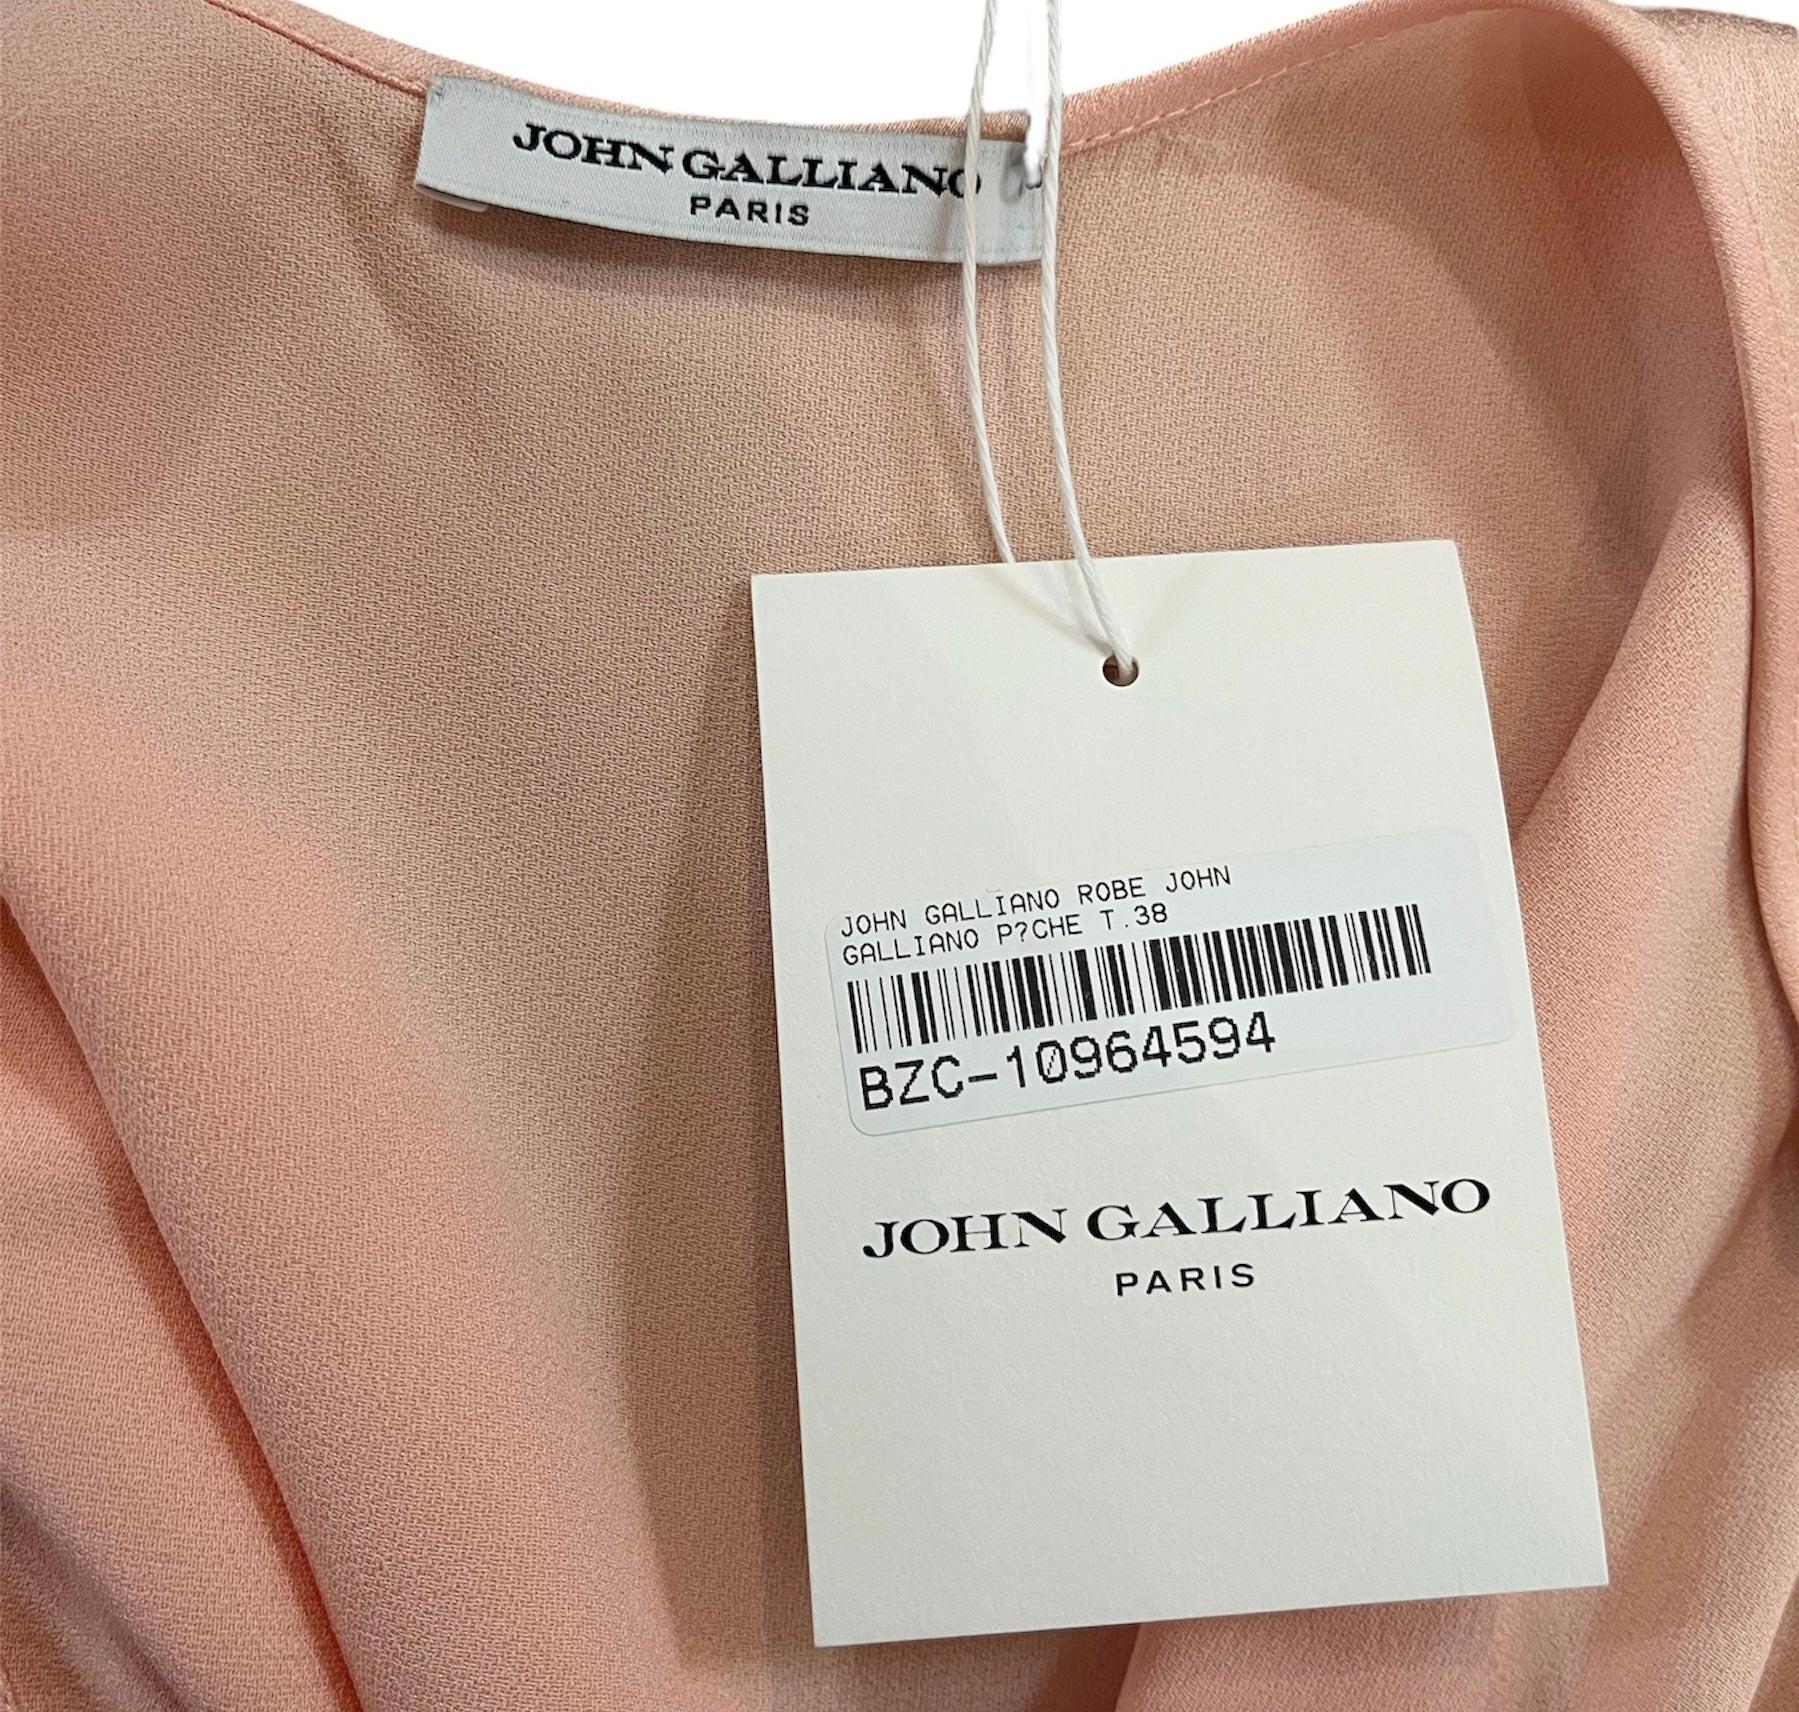 JOHN GALLIANO
PARIS
JOHN GALLIANO ROBE JOHN
GALLIANO P?CHE T.38
BZC-10964594
JOHN GALLIANO
PARIS